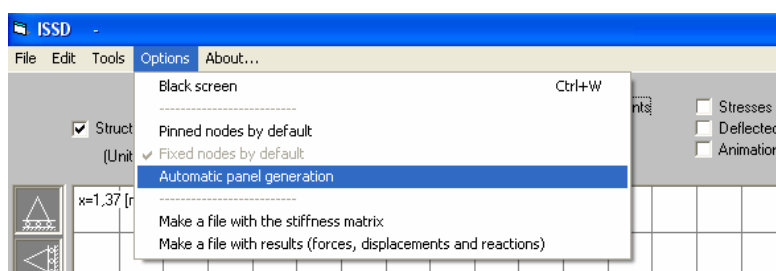 ISSD -
File Edit Tools Options About...
Black screen Ctrl+W
-------------------------
Pinned nodes by default
Fixed nodes by default
Automatic panel generation
-------------------------
Make a file with the stiffness matrix
Make a file with results (forces, displacements and reactions)
Struct
(Unit
nts
Stresses
Deflected
Animation
x=1,37 [